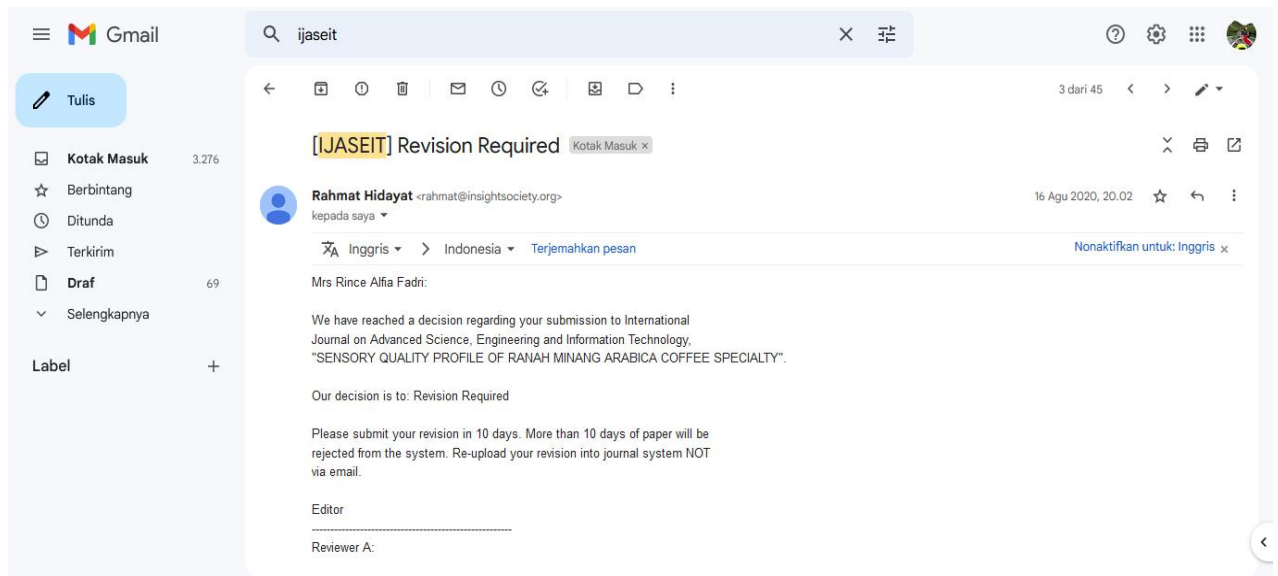 Gmail
ijaseit
Tulis
3 dari 45
Kotak Masuk 3.276
Berbintang
Ditunda
Terkirim
Draf 69
Selengkapnya
Label
[IJASEIT] Revision Required Kotak Masuk
Rahmat Hidayat <rahmat@insightsociety.org>
16 Agu 2020, 20.02
kepada saya
Inggris Indonesia Terjemahkan pesan
Nonaktifkan untuk: Inggris
Mrs Rince Alfia Fadri:
We have reached a decision regarding your submission to International
Journal on Advanced Science, Engineering and Information Technology,
"SENSORY QUALITY PROFILE OF RANAH MINANG ARABICA COFFEE SPECIALTY".
Our decision is to: Revision Required
Please submit your revision in 10 days. More than 10 days of paper will be
rejected from the system. Re-upload your revision into journal system NOT
via email.
Editor
------------------------------------------------------
Reviewer A: